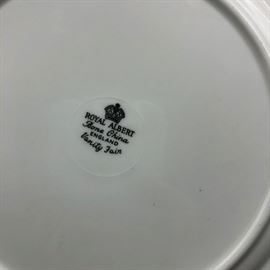 ROYAL ALBERT
Bone China
ENGLAND
Vanity Fair